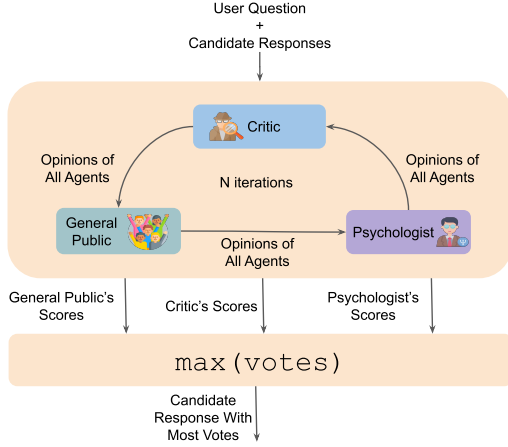 User Question
+
Candidate Responses
Critic
Opinions of
All Agents
Opinions of
All Agents
N iterations
General
Public
Psychologist
Opinions of
All Agents
General Public's
Scores
Critic's Scores
Psychologist's
Scores
max(votes)
Candidate
Response With
Most Votes